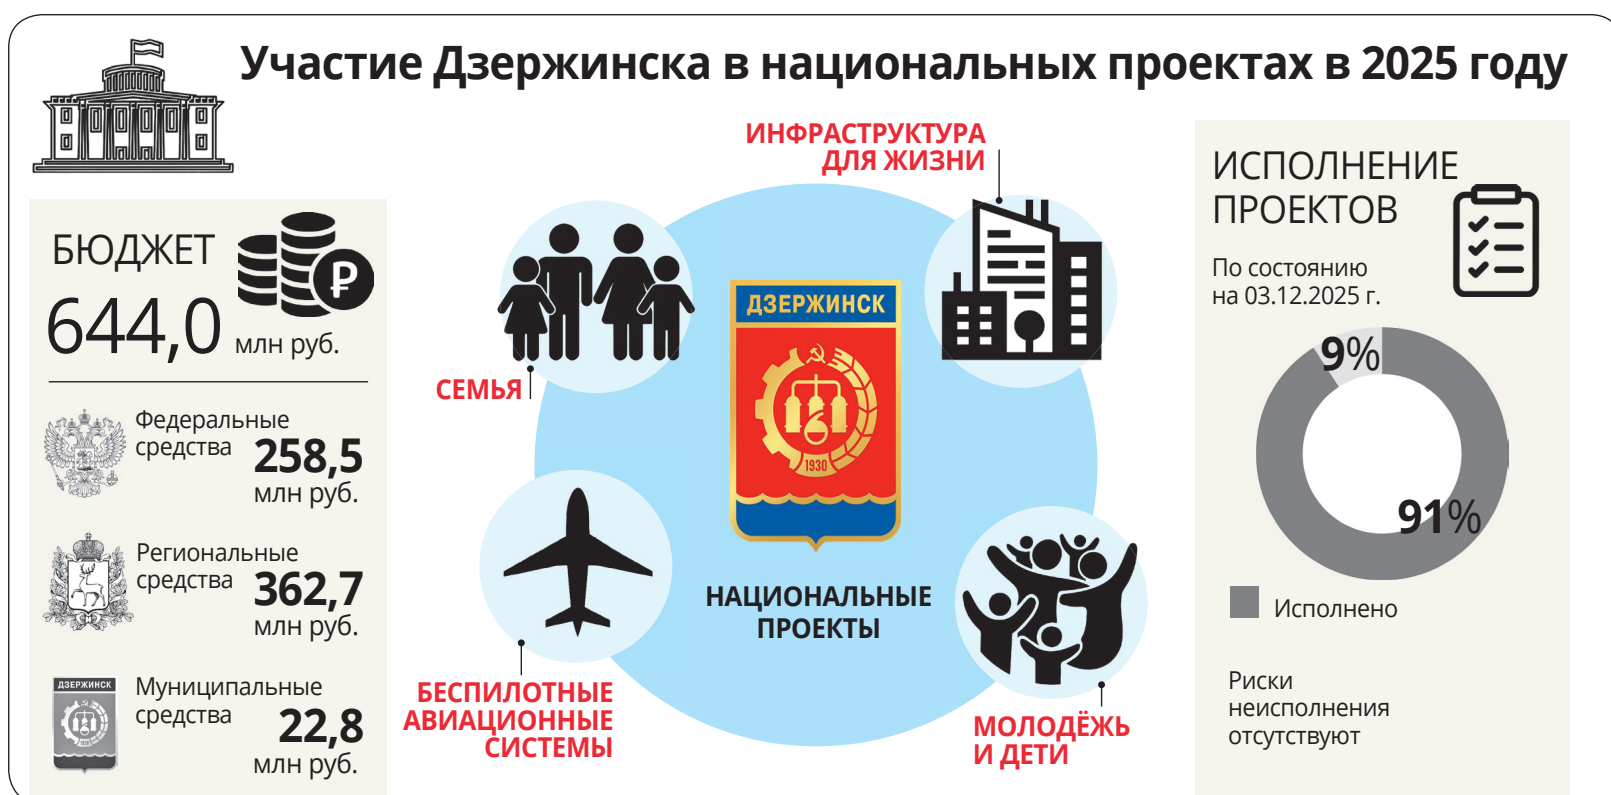 Участие Дзержинска в национальных проектах в 2025 году
БЮДЖЕТ
644,0 млн руб.
Федеральные
средства 258,5
млн руб.
Региональные
средства 362,7
млн руб.
ДЗЕРЖИНСК
Муниципальные
средства 22,8
млн руб.
ИНФРАСТРУКТУРА
ДЛЯ ЖИЗНИ
СЕМЬЯ
ДЗЕРЖИНСК
1930
НАЦИОНАЛЬНЫЕ
ПРОЕКТЫ
БЕСПИЛОТНЫЕ
АВИАЦИОННЫЕ
СИСТЕМЫ
МОЛОДЁЖЬ
И ДЕТИ
ИСПОЛНЕНИЕ
ПРОЕКТОВ
По состоянию
на 03.12.2025 г.
9%
91%
Исполнено
Риски
неисполнения
отсутствуют